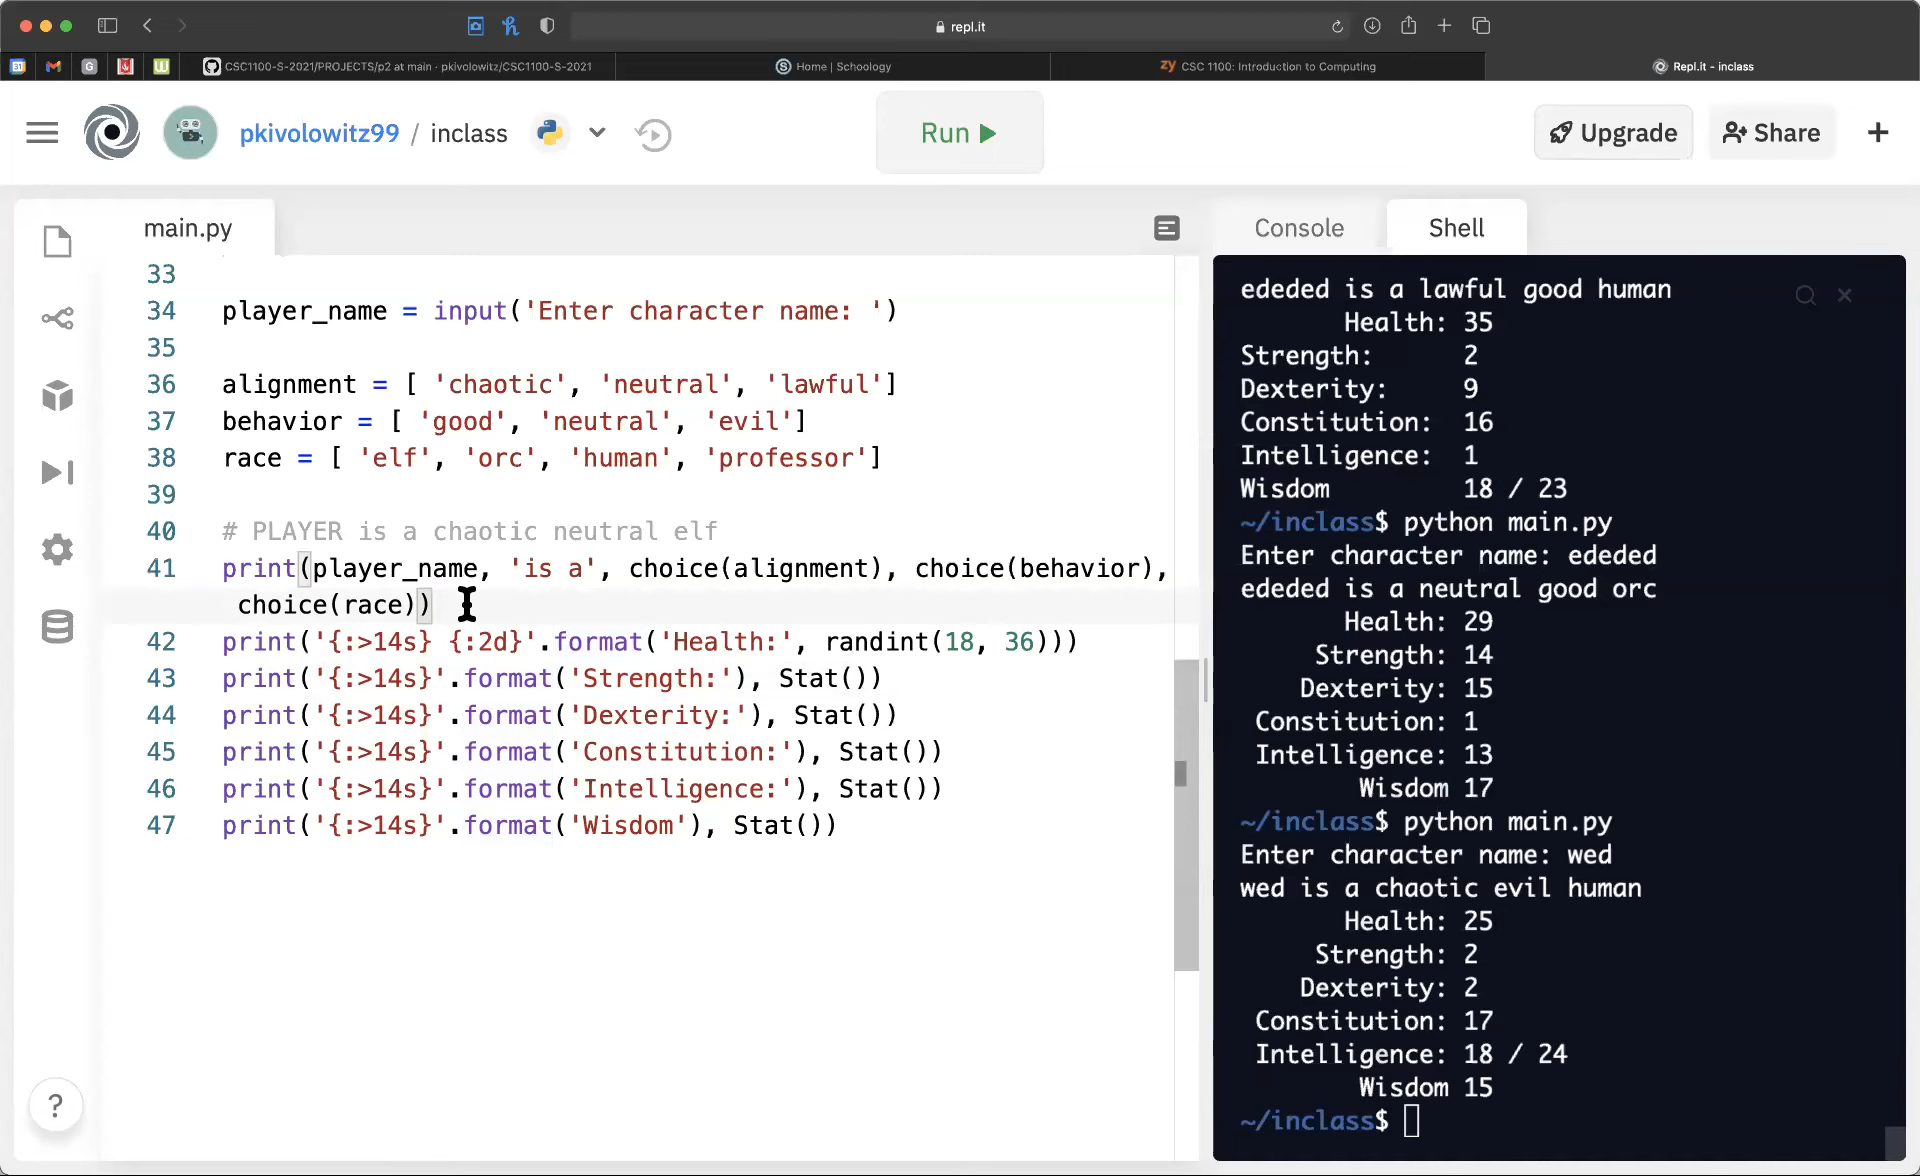 repl.it
31 G W CSC1100-S-2021/PROJECTS/p2 at main · pkivolowitz/CSC1100-S-2021 S Home | Schoology zy CSC 1100: Introduction to Computing Repl.it - inclass
pkivolowitz99 / inclass Run Upgrade Share +
main.py
33
34 player_name = input('Enter character name: ')
35
36 alignment = [ 'chaotic', 'neutral', 'lawful']
37 behavior = [ 'good', 'neutral', 'evil']
38 race = [ 'elf', 'orc', 'human', 'professor']
39
40 # PLAYER is a chaotic neutral elf
41 print(player_name, 'is a', choice(alignment), choice(behavior),
choice(race))
42 print('{:>14s} {:2d}'.format('Health:', randint(18, 36)))
43 print('{:>14s}'.format('Strength:'), Stat())
44 print('{:>14s}'.format('Dexterity:'), Stat())
45 print('{:>14s}'.format('Constitution:'), Stat())
46 print('{:>14s}'.format('Intelligence:'), Stat())
47 print('{:>14s}'.format('Wisdom'), Stat())
?
Console Shell
ededed is a lawful good human
Health: 35
Strength: 2
Dexterity: 9
Constitution: 16
Intelligence: 1
Wisdom 18 / 23
~/inclass$ python main.py
Enter character name: ededed
ededed is a neutral good orc
Health: 29
Strength: 14
Dexterity: 15
Constitution: 1
Intelligence: 13
Wisdom 17
~/inclass$ python main.py
Enter character name: wed
wed is a chaotic evil human
Health: 25
Strength: 2
Dexterity: 2
Constitution: 17
Intelligence: 18 / 24
Wisdom 15
~/inclass$